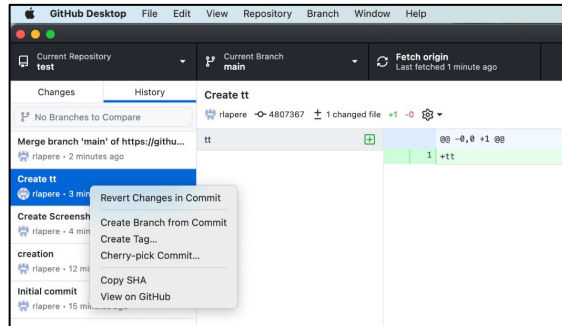 GitHub Desktop File Edit View Repository Branch Window Help
Current Repository
test
Current Branch
main
Fetch origin
Last fetched 1 minute ago
Changes History
No Branches to Compare
Merge branch 'main' of https://githu...
rlapere • 2 minutes ago
Create tt
rlapere • 3 min
Create Screensh
rlapere • 4 min
creation
rlapere • 12 mi
Initial commit
rlapere • 15 minutes ago
Revert Changes in Commit
Create Branch from Commit
Create Tag...
Cherry-pick Commit...
Copy SHA
View on GitHub
Create tt
rlapere 4807367 ± 1 changed file +1 -0
tt
@@ -0,0 +1 @@
1 +tt